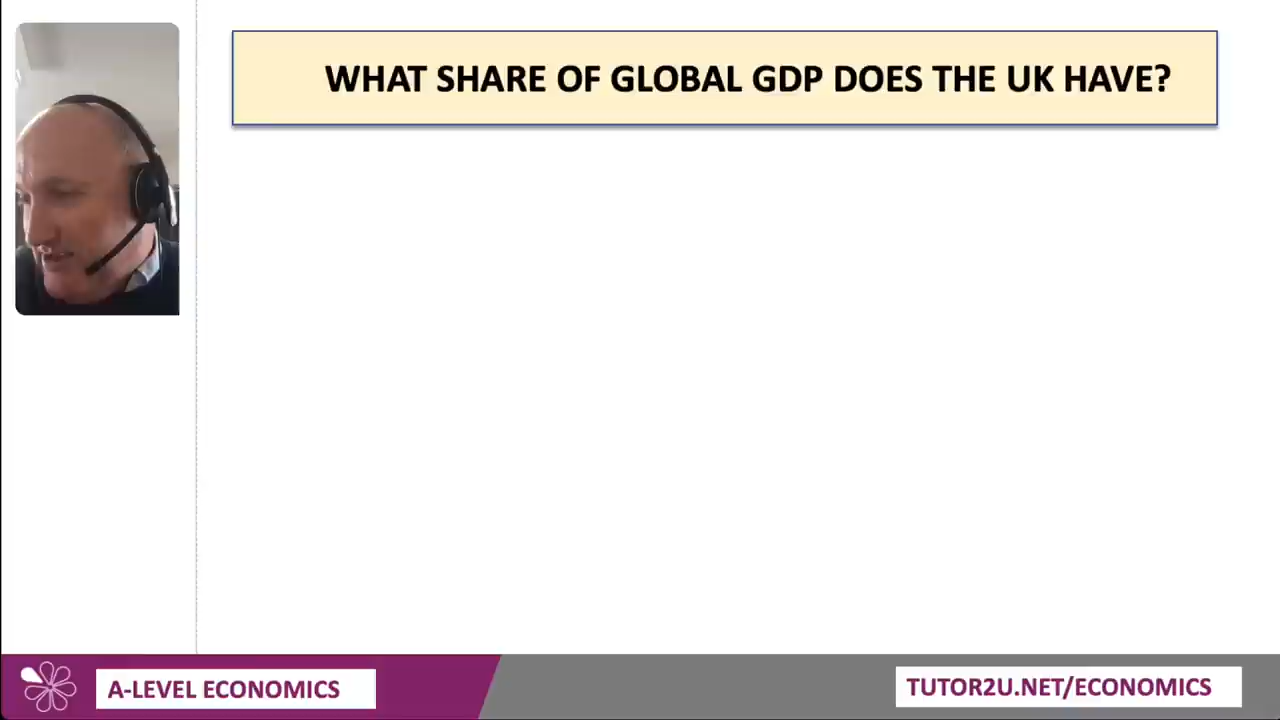 WHAT SHARE OF GLOBAL GDP DOES THE UK HAVE?
A-LEVEL ECONOMICS
TUTOR2U.NET/ECONOMICS